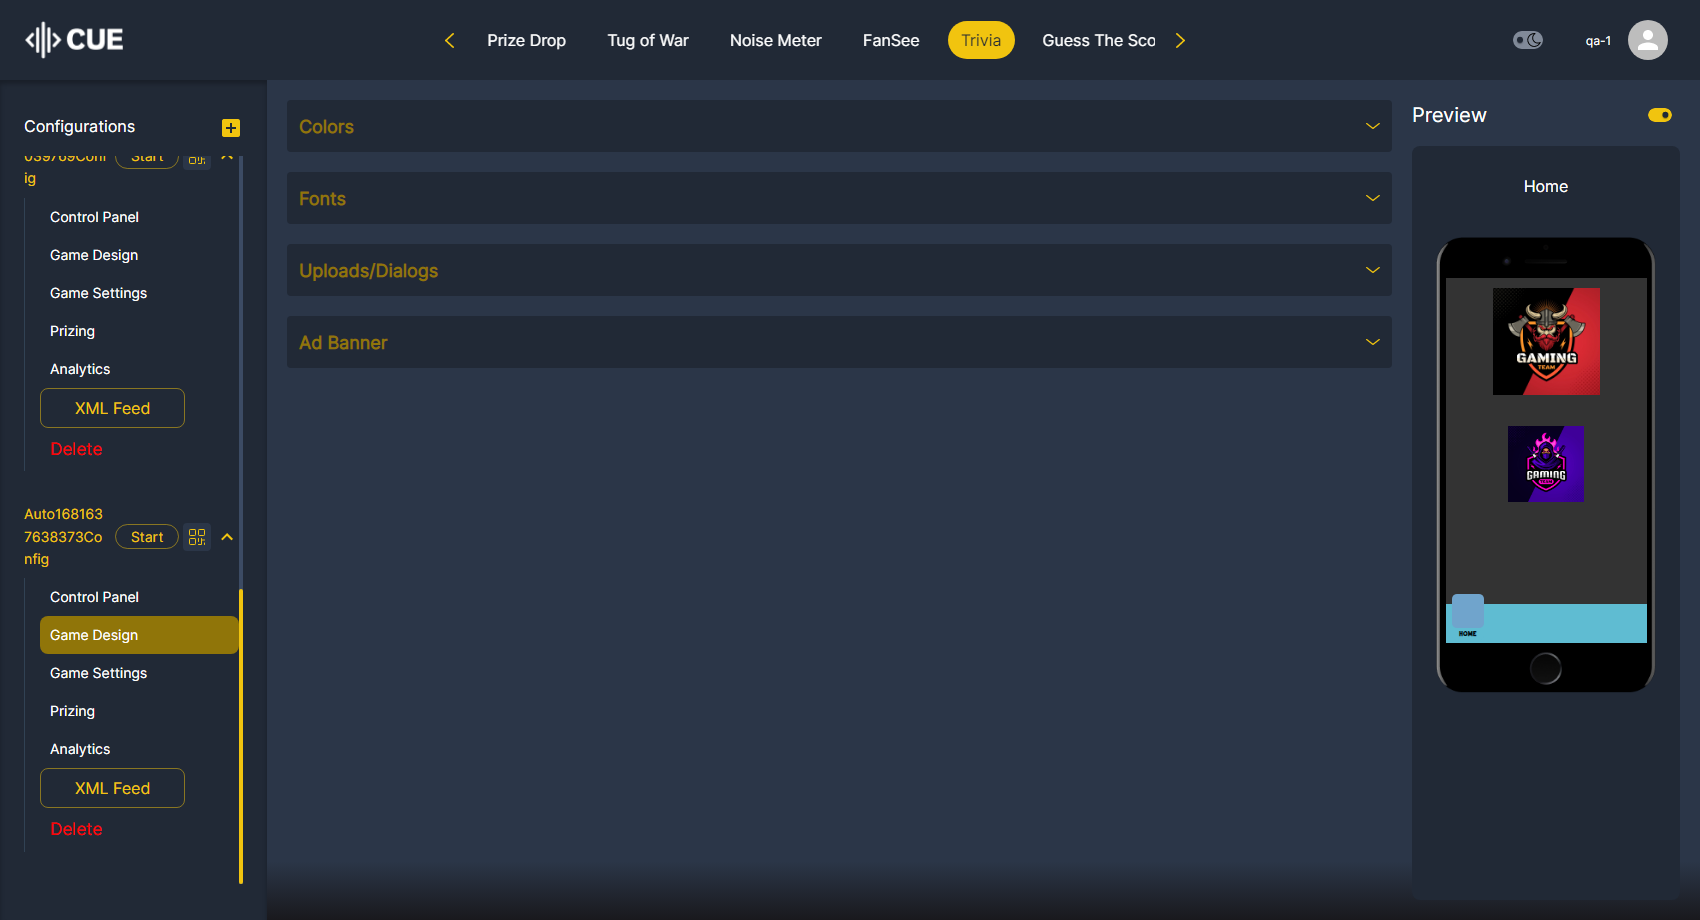 CUE
Prize Drop
Tug of War
Noise Meter
FanSee
Trivia
Guess The Sco
qa-1
Configurations
039769Conf
ig
Start
Control Panel
Game Design
Game Settings
Prizing
Analytics
XML Feed
Delete
Auto168163
7638373Co
nfig
Start
Control Panel
Game Design
Game Settings
Prizing
Analytics
XML Feed
Delete
Colors
Fonts
Uploads/Dialogs
Ad Banner
Preview
Home
GAMING
TEAM
GAMING
TEAM
HOME